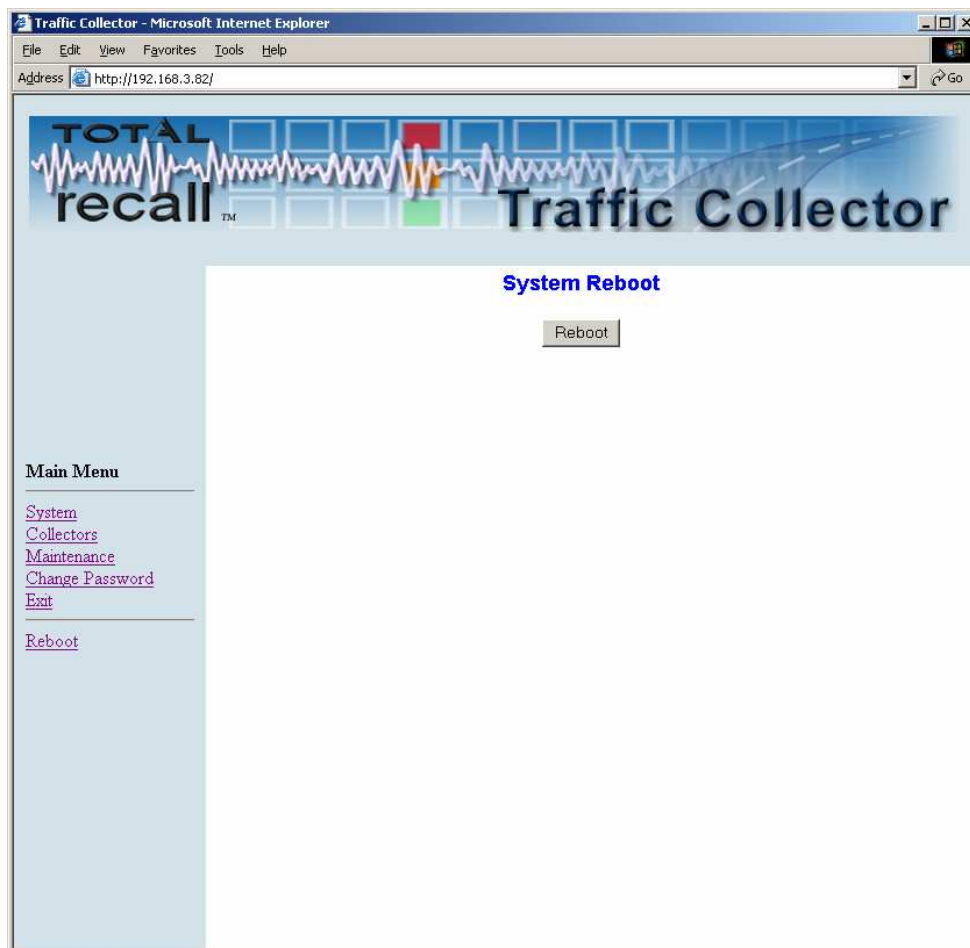 Traffic Collector - Microsoft Internet Explorer
File Edit View Favorites Tools Help
Address http://192.168.3.82/ Go
TOTAL
recall TM
Traffic Collector
System Reboot
Reboot
Main Menu
System
Collectors
Maintenance
Change Password
Exit
Reboot